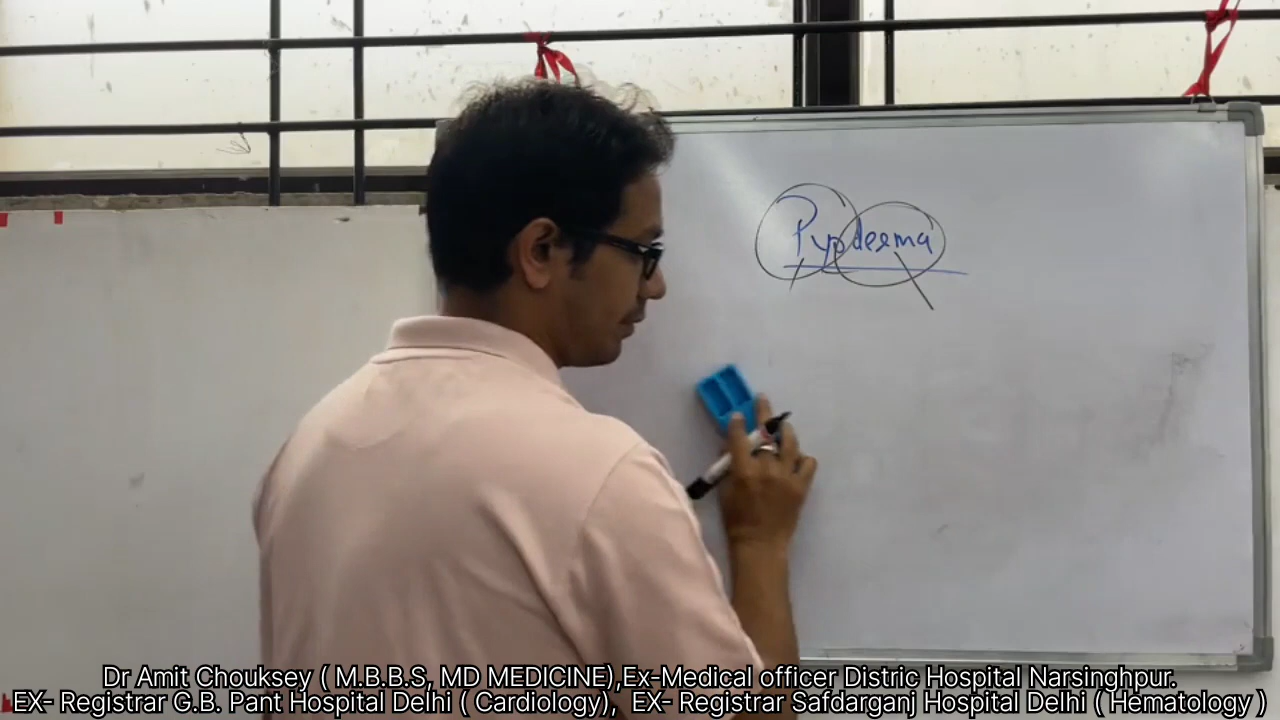 Pyoderma
Dr Amit Chouksey ( M.B.B.S, MD MEDICINE),Ex-Medical officer Distric Hospital Narsinghpur.
EX- Registrar G.B. Pant Hospital Delhi ( Cardiology),  EX- Registrar Safdarganj Hospital Delhi ( Hematology )